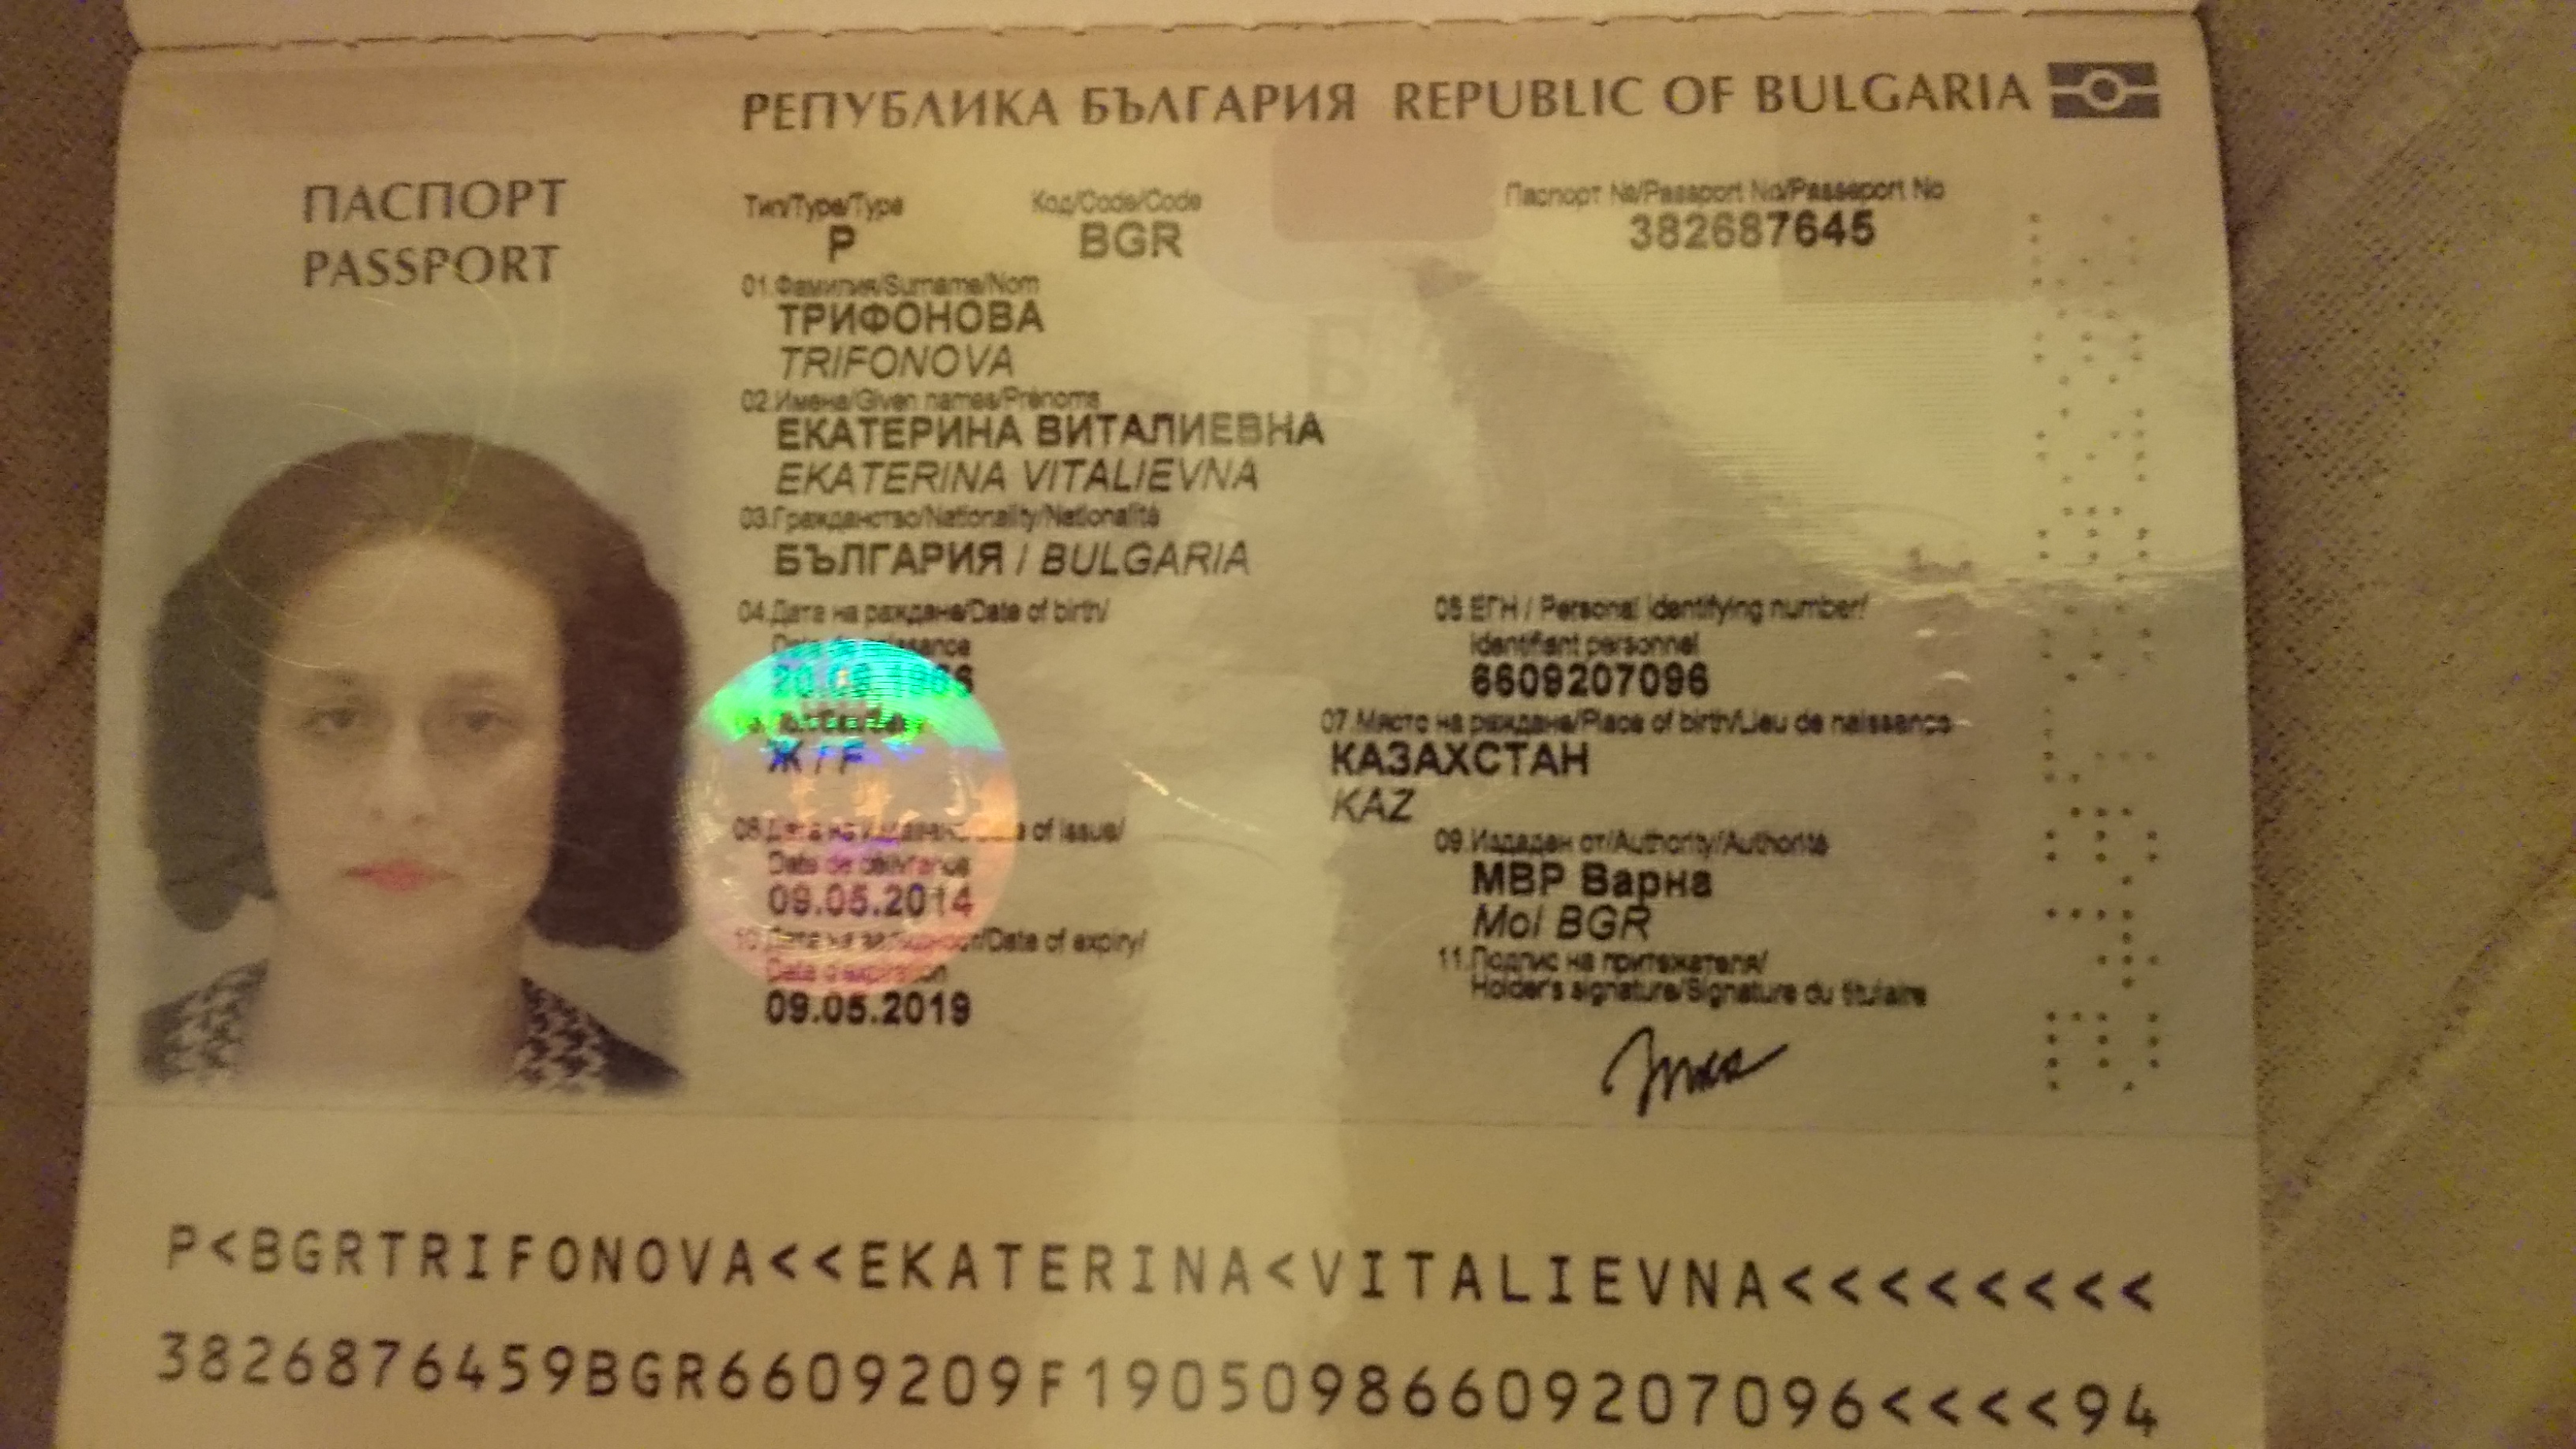 РЕПУБЛИКА БЪЛГАРИЯ REPUBLIC OF BULGARIA
ПАСПОРТ
PASSPORT
Тип/Type/Type Код/Code/Code Паспорт №/Passport No/Passeport No
P BGR 382687645
01.Фамилия/Surname/Nom
ТРИФОНОВА
TRIFONOVA
02.Имена/Given names/Prénoms
ЕКАТЕРИНА ВИТАЛИЕВНА
EKATERINA VITALIEVNA
03.Гражданство/Nationality/Nationalité
БЪЛГАРИЯ / BULGARIA
04.Дата на раждане/Date of birth/
Date de naissance
20.09.1966
Ж / F
06.ЕГН / Personal identifying number/
Identifiant personnel
6609207096
07.Място на раждане/Place of birth/Lieu de naissance
КАЗАХСТАН
KAZ
08.Дата на издаване/Date of issue/
Date de délivrance
09.05.2014
09.Издаден от/Authority/Authorité
МВР Варна
MoI BGR
10.Дата на валидност/Date of expiry/
Date d'expiration
09.05.2019
11.Подпис на притежателя/
Holder's signature/Signature du titulaire
P<BGRTRIFONOVA<<EKATERINA<VITALIEVNA<<<<<<<<
3826876459BGR6609209F19050986609207096<<<<94